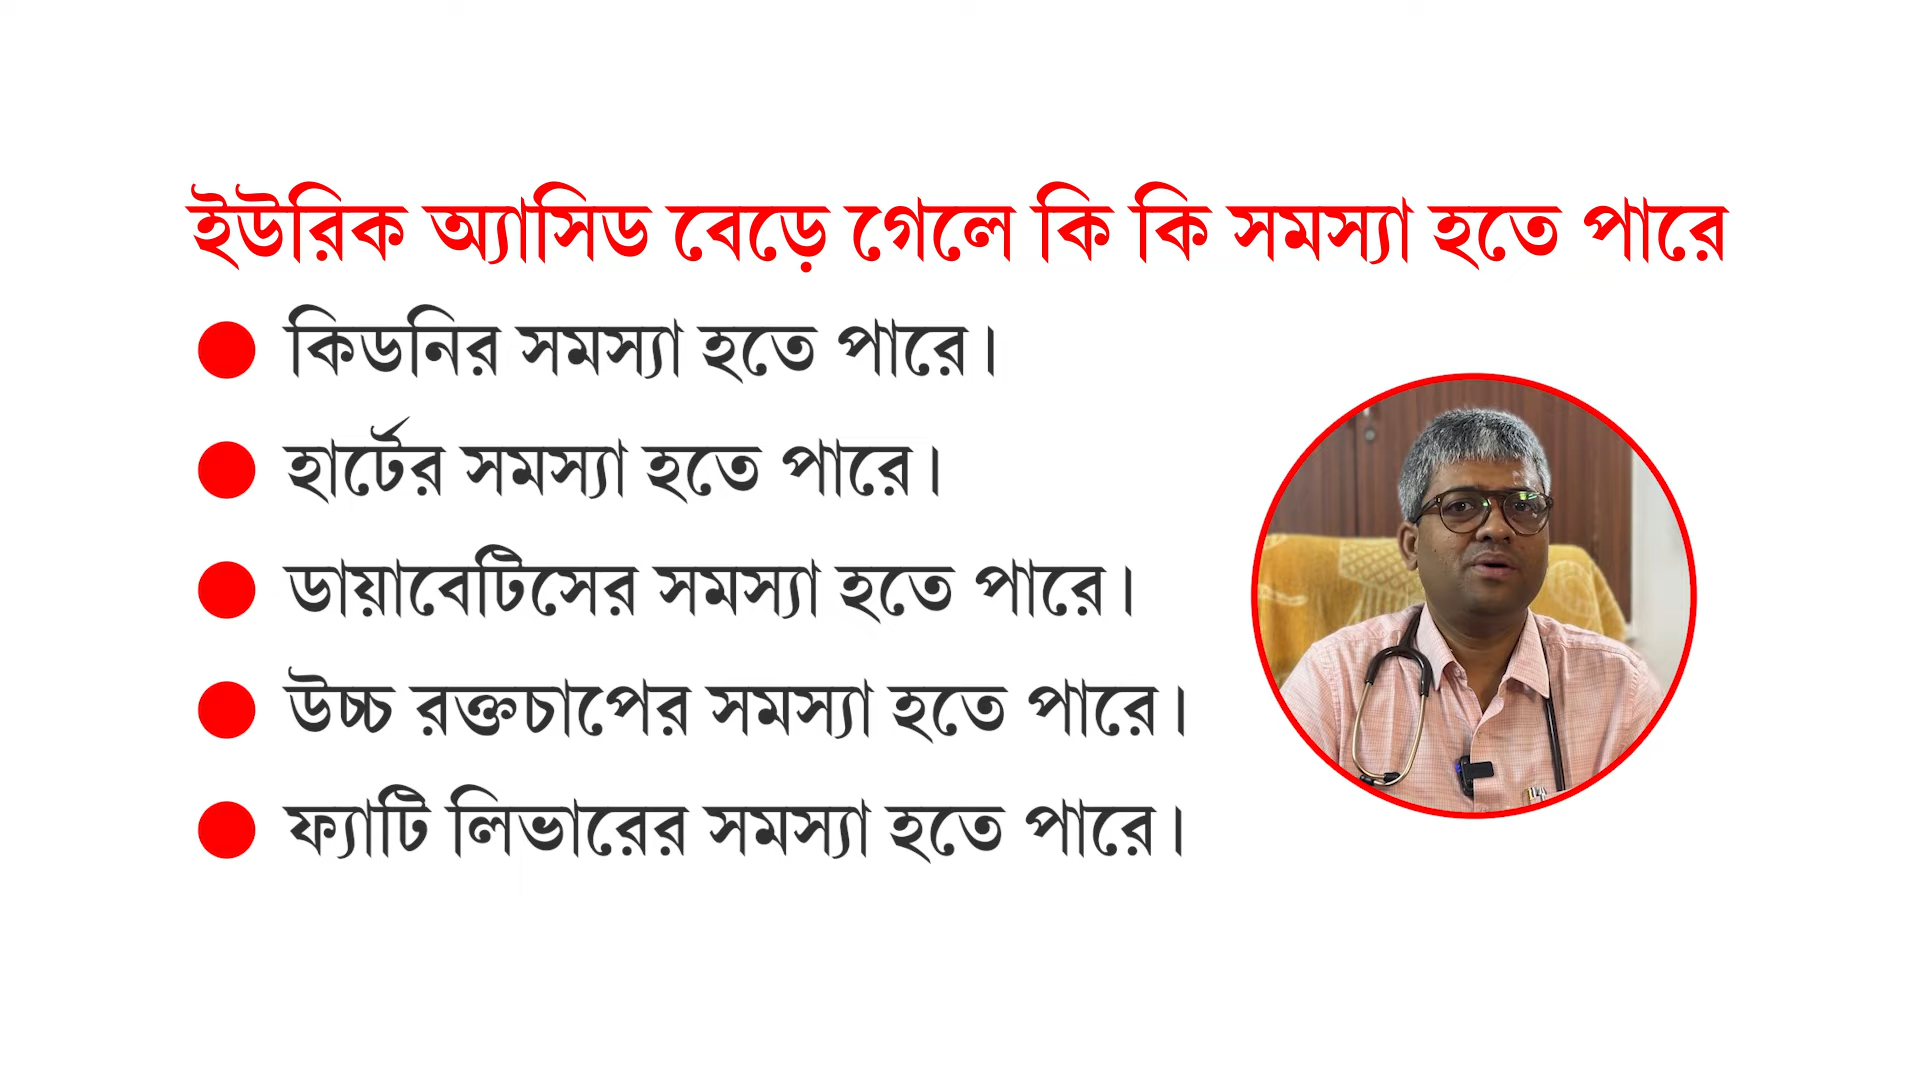 ইউরিক অ্যাসিড বেড়ে গেলে কি কি সমস্যা হতে পারে
কিডনির সমস্যা হতে পারে।
হার্টের সমস্যা হতে পারে।
ডায়াবেটিসের সমস্যা হতে পারে।
উচ্চ রক্তচাপের সমস্যা হতে পারে।
ফ্যাটি লিভারের সমস্যা হতে পারে।